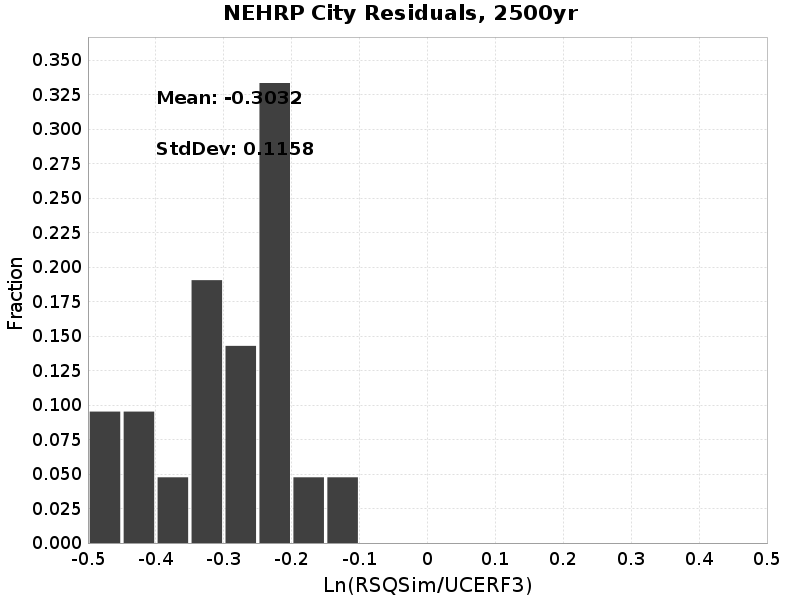 NEHRP City Residuals, 2500yr
0.350
0.325
0.300
0.275
0.250
0.225
0.200
0.175
0.150
0.125
0.100
0.075
0.050
0.025
0.000
Fraction
Mean: -0.3032
StdDev: 0.1158
-0.5 -0.4 -0.3 -0.2 -0.1 0 0.1 0.2 0.3 0.4 0.5
Ln(RSQSim/UCERF3)